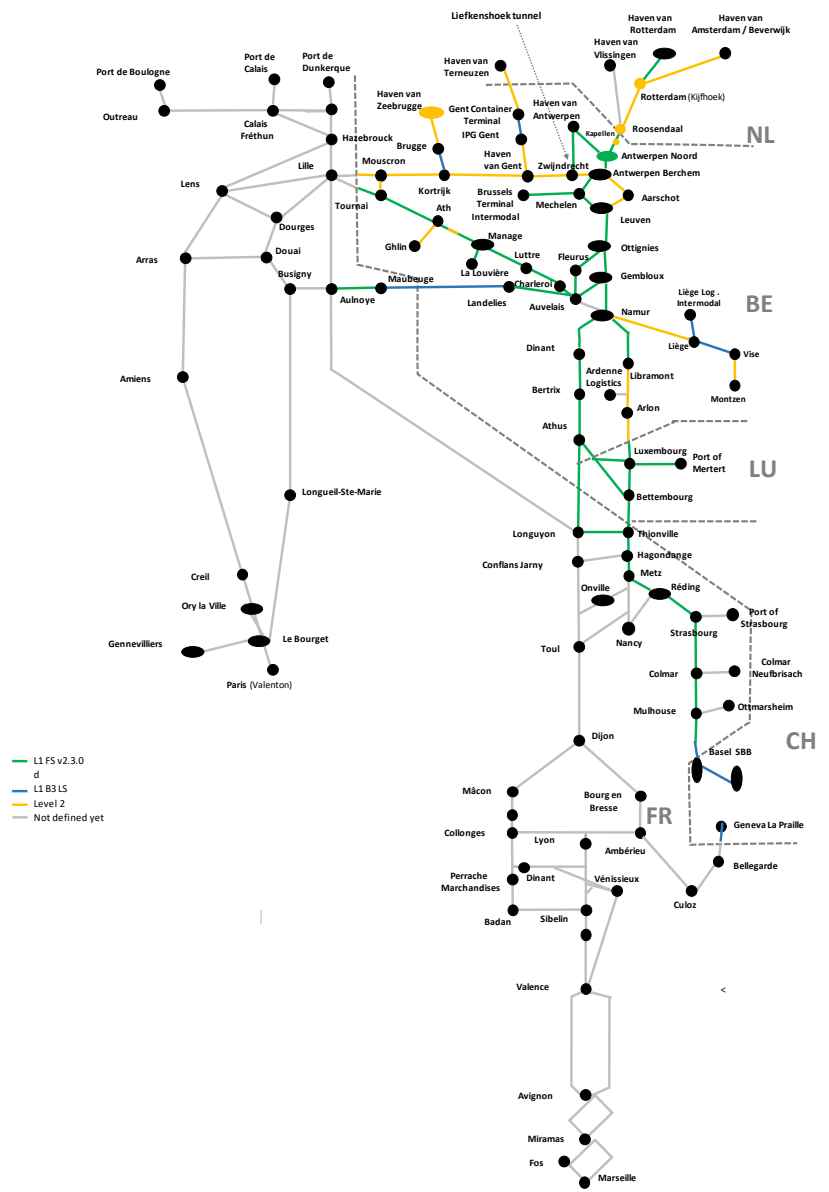 Liefkenshoek tunnel
Haven van
Rotterdam
Haven van
Amsterdam / Beverwijk
Haven van
Vlissingen
Port de
Calais
Port de
Dunkerque
Port de Boulogne
Haven van
Terneuzen
Haven van
Zeebrugge
Rotterdam (Kijfhoek)
Gent Container
Terminal
IPG Gent
Haven van
Antwerpen
Outreau
Calais
Fréthun
Kapellen
Roosendaal
NL
Hazebrouck
Brugge
Haven
van Gent
Zwijndrecht
Antwerpen Noord
Lille
Mouscron
Antwerpen Berchem
Lens
Kortrijk
Brussels
Terminal
Intermodal
Mechelen
Aarschot
Tournai
Ath
Leuven
Dourges
Douai
Ghlin
Manage
Ottignies
Arras
La Louvière
Luttre
Fleurus
Gembloux
Busigny
Maubeuge
Charleroi
Liège Log .
Intermodal
BE
Aulnoye
Landelies
Auvelais
Namur
Liège
Vise
Dinant
Ardenne
Logistics
Libramont
Montzen
Amiens
Bertrix
Arlon
Athus
Luxembourg
Port of
Mertert
LU
Longueil-Ste-Marie
Bettembourg
Longuyon
Thionville
Conflans Jarny
Hagondange
Metz
Creil
Onville
Réding
Ory la Ville
Port of
Strasbourg
Strasbourg
Gennevilliers
Le Bourget
Toul
Nancy
Colmar
Colmar
Neufbrisach
Paris (Valenton)
Mulhouse
Ottmarsheim
Dijon
CH
Basel SBB
L1 FS v2.3.0
d
L1 B3 LS
Level 2
Not defined yet
Mâcon
Bourg en
Bresse
FR
Geneva La Praille
Collonges
Lyon
Ambérieu
Bellegarde
Perrache
Marchandises
Dinant
Vénissieux
Culoz
Badan
Sibelin
Valence
<
Avignon
Miramas
Fos
Marseille